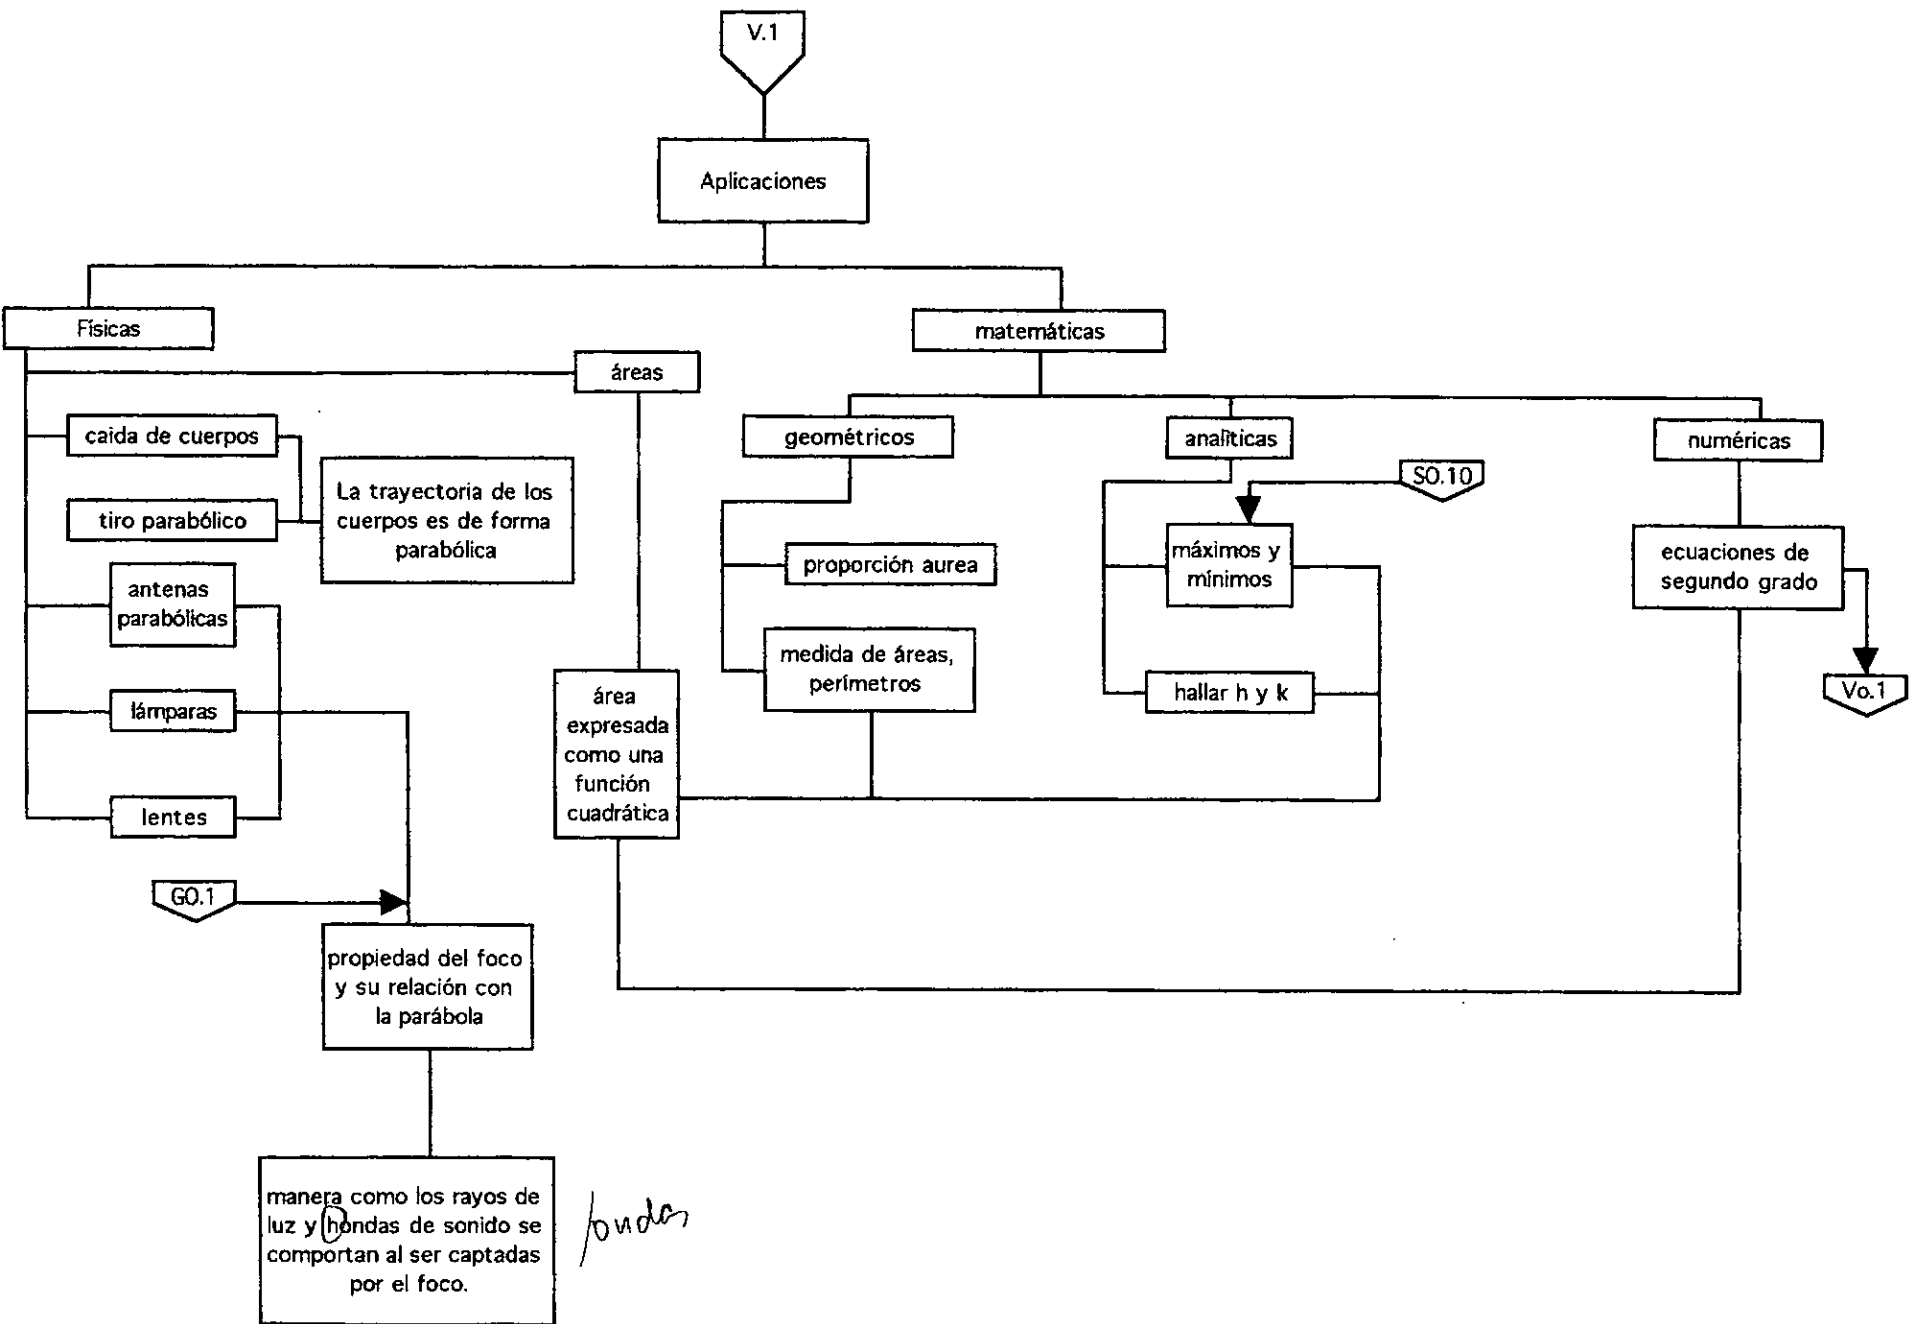 V.1
Aplicaciones
Físicas
matemáticas
áreas
caída de cuerpos
tiro parabólico
La trayectoria de los
cuerpos es de forma
parabólica
geométricos
analíticas
numéricas
SO.10
proporción aurea
máximos y
mínimos
ecuaciones de
segundo grado
antenas
parabólicas
medida de áreas,
perímetros
hallar h y k
Vo.1
lámparas
área
expresada
como una
función
cuadrática
lentes
GO.1
propiedad del foco
y su relación con
la parábola
manera como los rayos de
luz y hondas de sonido se
comportan al ser captadas
por el foco.
/ondas